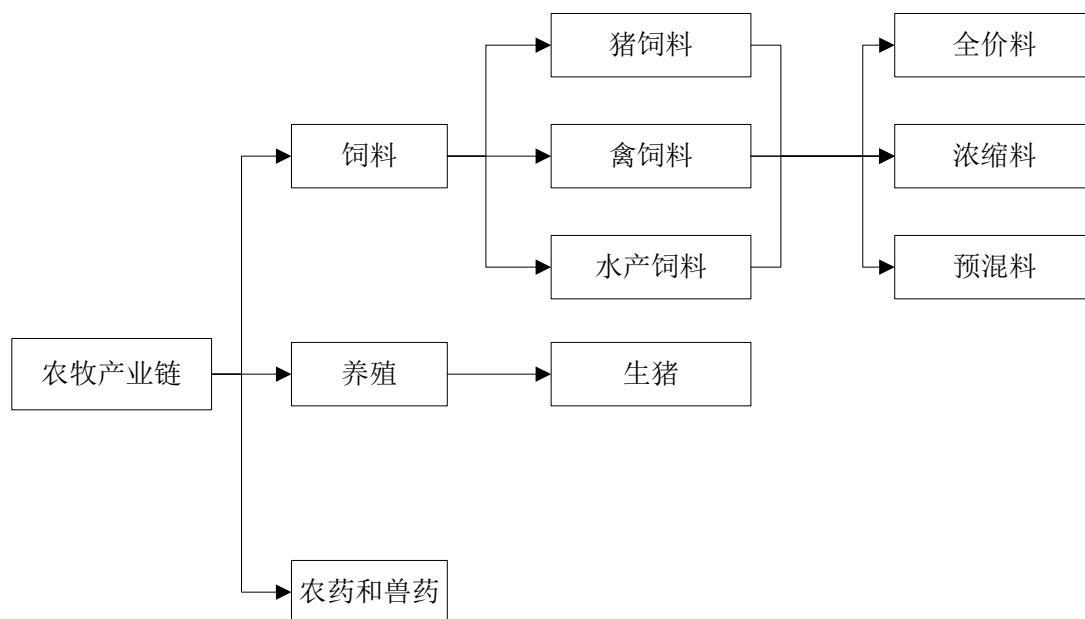 猪饲料
全价料
饲料
禽饲料
浓缩料
水产饲料
预混料
农牧产业链
养殖
生猪
农药和兽药